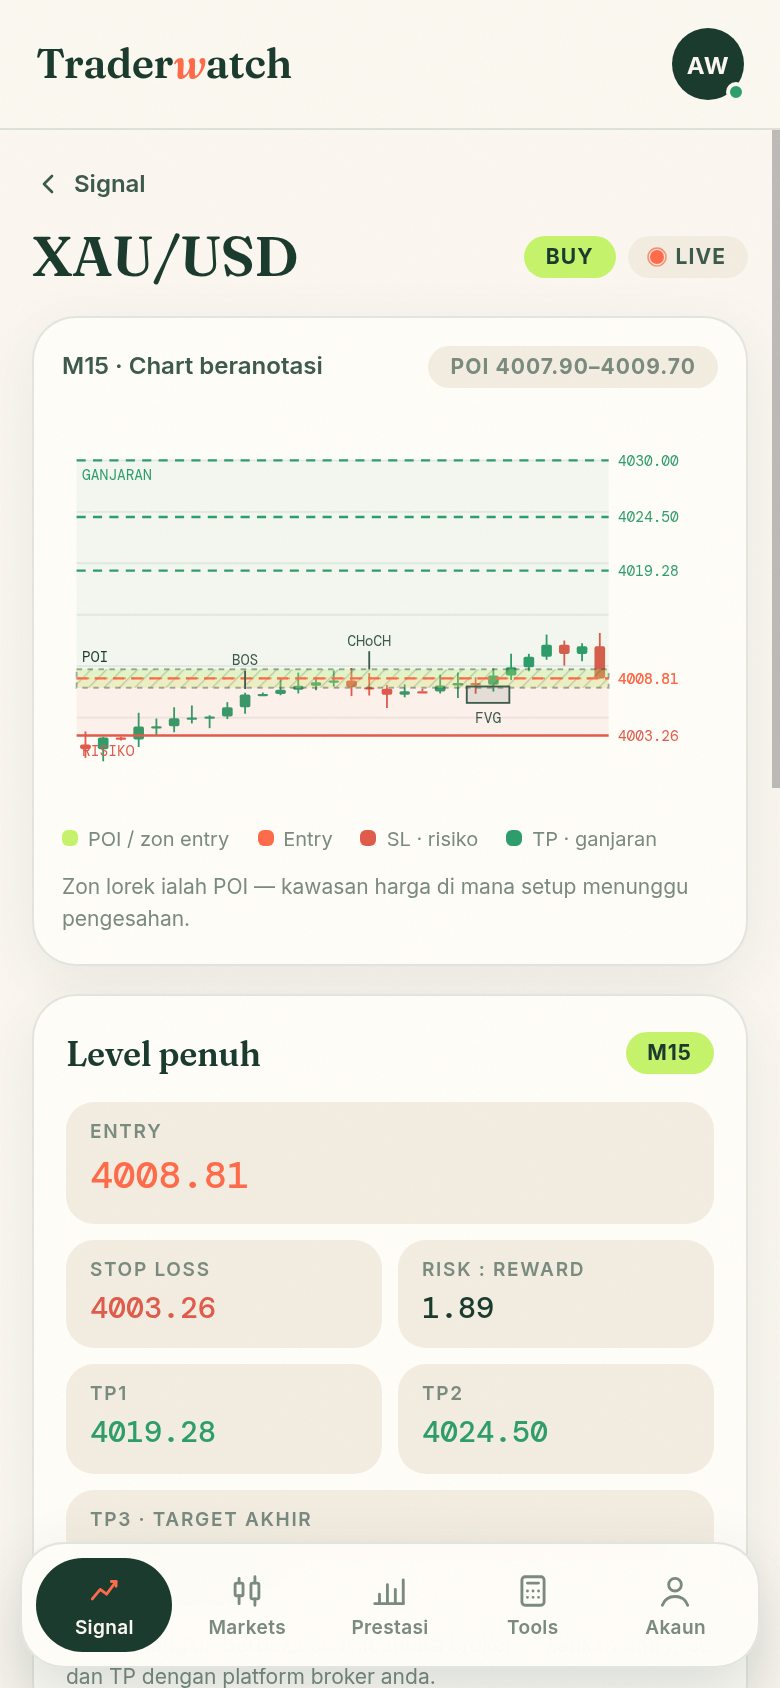 Traderwatch
AW
Signal
XAU/USD
BUY
LIVE
M15 · Chart beranotasi
POI 4007.90–4009.70
4030.00
GANJARAN
4024.50
4019.28
CHoCH
POI
BOS
4008.81
FVG
4003.26
RISIKO
POI / zon entry
Entry
SL · risiko
TP · ganjaran
Zon lorek ialah POI — kawasan harga di mana setup menunggu
pengesahan.
Level penuh
M15
ENTRY
4008.81
STOP LOSS
4003.26
RISK : REWARD
1.89
TP1
4019.28
TP2
4024.50
TP3 · TARGET AKHIR
Signal
Markets
Prestasi
Tools
Akaun
dan TP dengan platform broker anda.